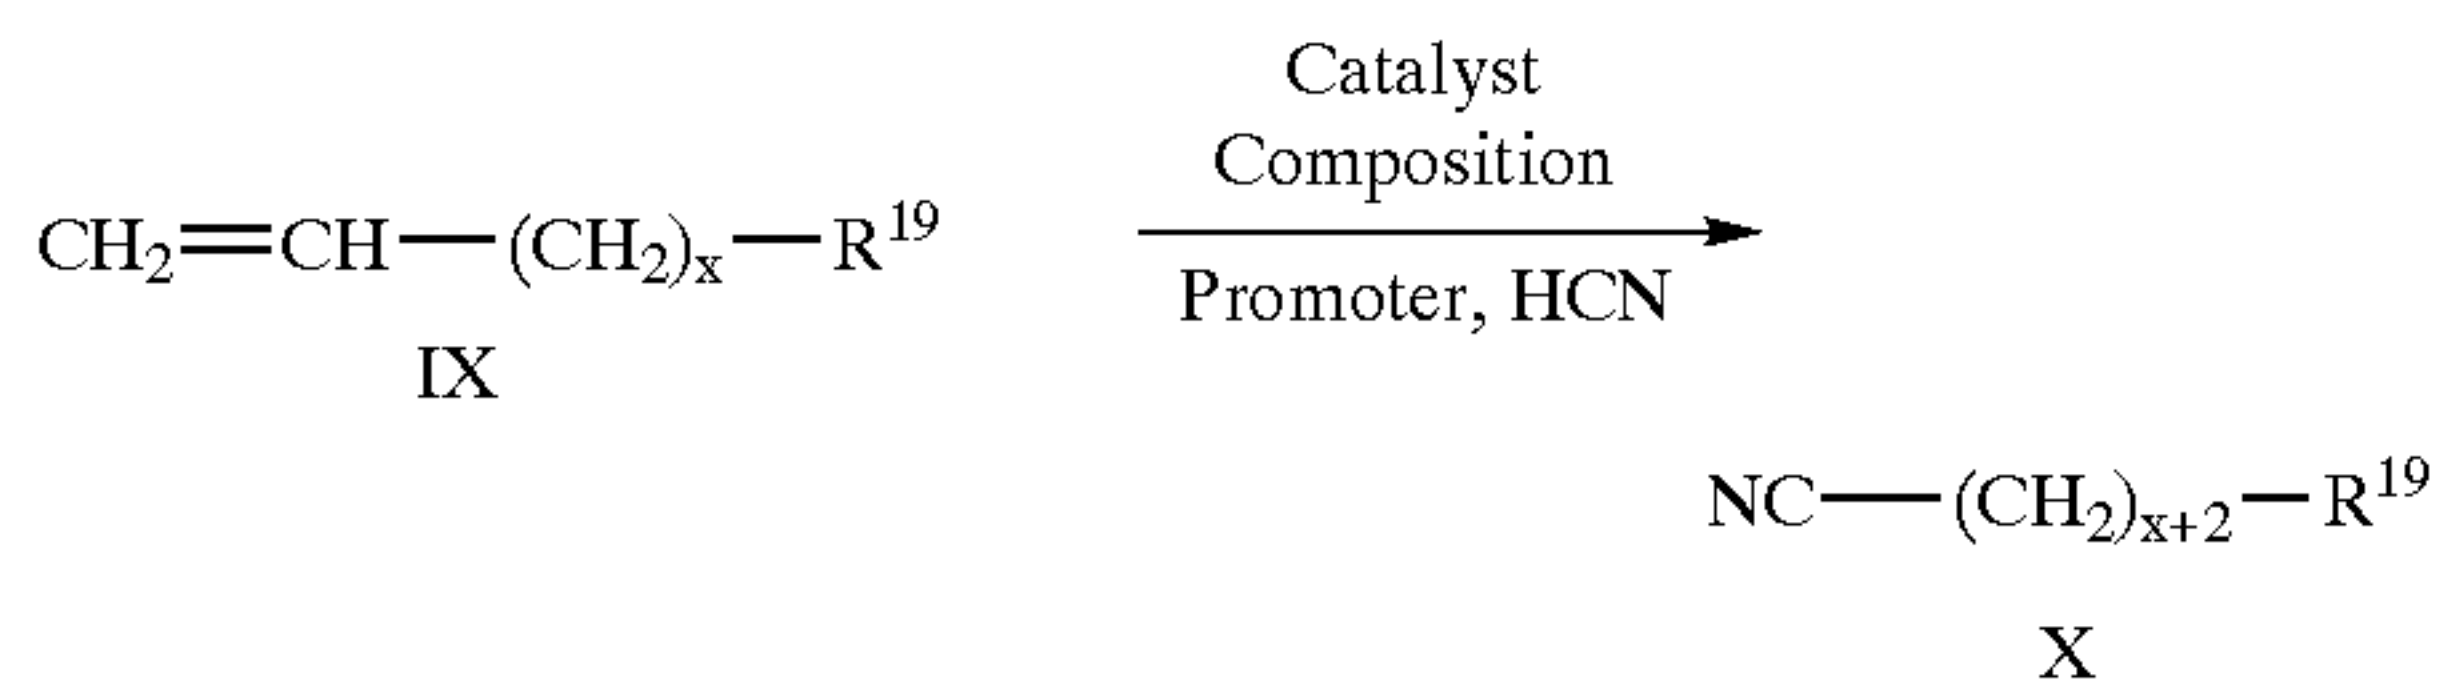 Catalyst
Composition
CH₂=CH—(CH₂)ₓ—R¹⁹
Promoter, HCN
IX
NC—(CH₂)ₓ₊₂—R¹⁹
X